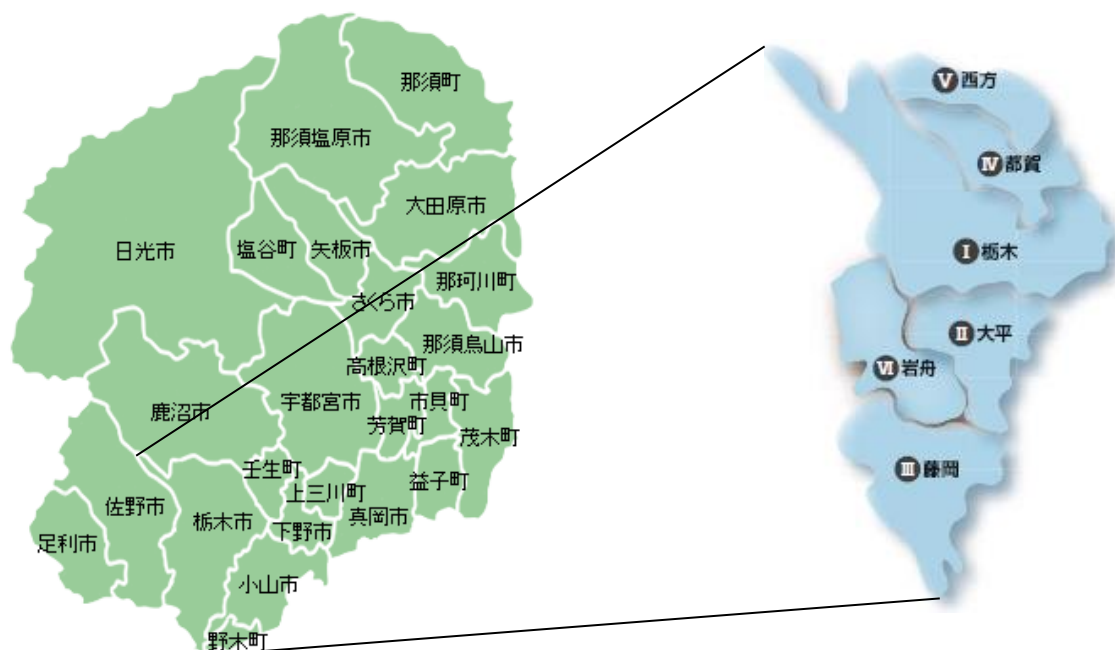 那須町
那須塩原市
大田原市
日光市
塩谷町
矢板市
那珂川町
さくら市
那須烏山市
高根沢町
鹿沼市
宇都宮市
市貝町
芳賀町
茂木町
壬生町
上三川町
益子町
佐野市
栃木市
真岡市
下野市
足利市
小山市
野木町
Ⅴ 西方
Ⅳ 都賀
Ⅰ 栃木
Ⅱ 大平
Ⅵ 岩舟
Ⅲ 藤岡